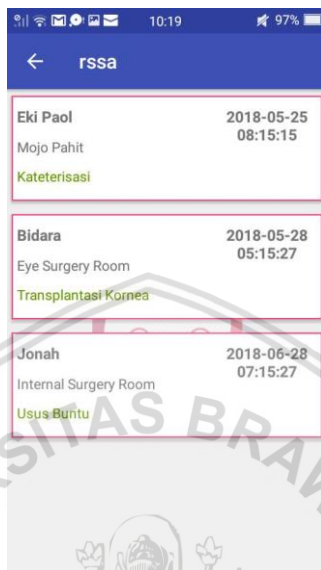 10:19
97%
rssa
Eki Paol
2018-05-25
08:15:15
Mojo Pahit
Kateterisasi
Bidara
2018-05-28
05:15:27
Eye Surgery Room
Transplantasi Kornea
Jonah
2018-06-28
07:15:27
Internal Surgery Room
Usus Buntu
SITAS BRA